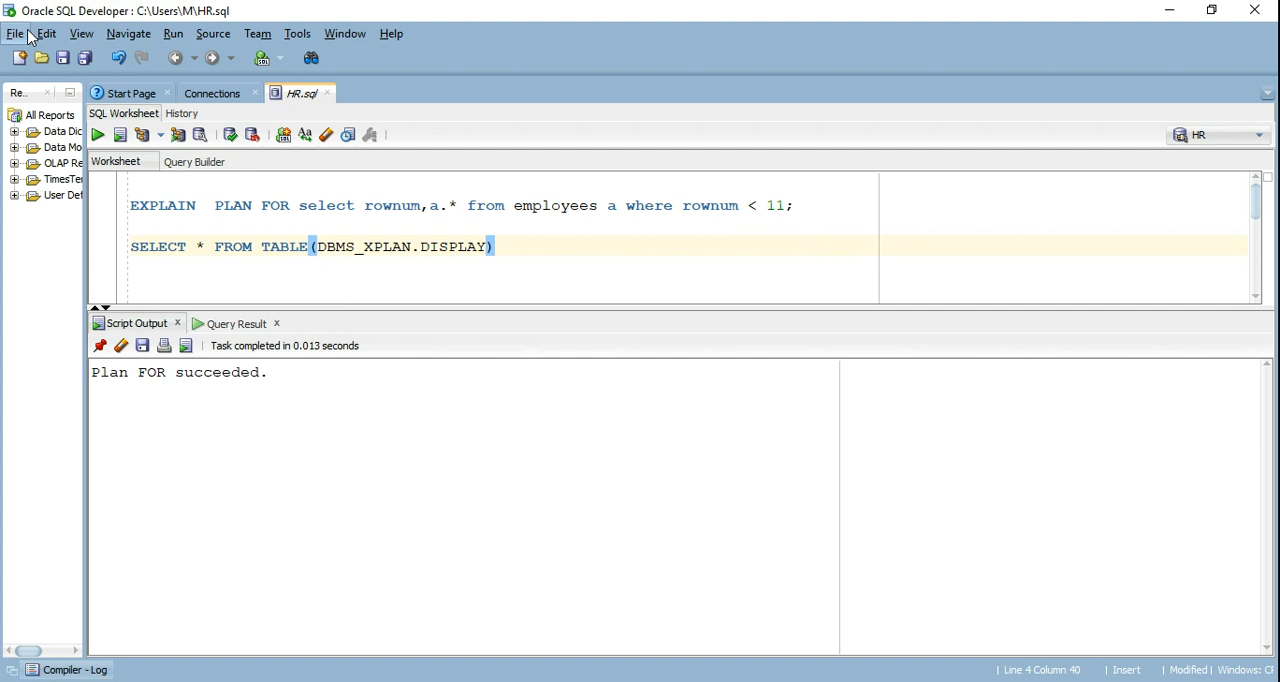 Oracle SQL Developer : C:\Users\M\HR.sql
File Edit View Navigate Run Source Team Tools Window Help
Re..
Start Page
Connections
HR.sql
All Reports
Data Dic
Data Mo
OLAP Re
TimesTe
User Def
SQL Worksheet History
HR
Worksheet Query Builder
EXPLAIN PLAN FOR select rownum,a.* from employees a where rownum < 11;
SELECT * FROM TABLE(DBMS_XPLAN.DISPLAY)
Script Output
Query Result
Task completed in 0.013 seconds
Plan FOR succeeded.
Compiler - Log
Line 4 Column 40 | Insert | Modified | Windows: CF